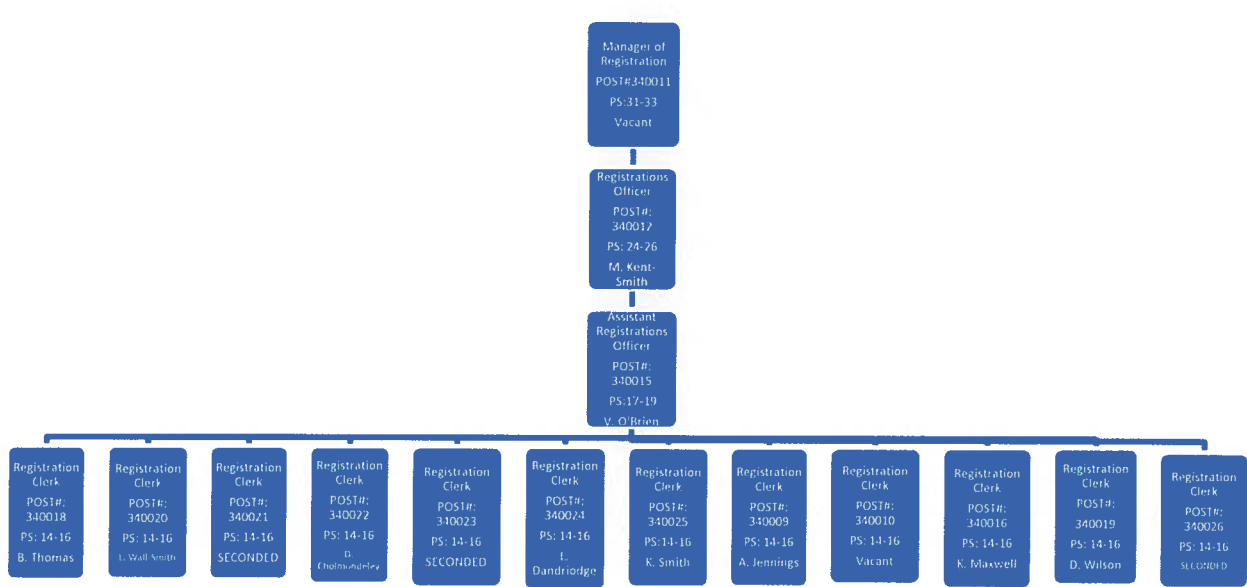 Manager of
Registration
POST#340011
PS:31-33
Vacant
Registrations
Officer
POST#:
340012
PS: 24-26
M. Kent-
Smith
Assistant
Registrations
Officer
POST#:
340015
PS:17-19
V. O'Brien
Registration
Clerk
POST#:
340018
PS: 14-16
B. Thomas
Registration
Clerk
POST#:
340020
PS: 14-16
L. Wall-Smith
Registration
Clerk
POST#:
340021
PS: 14-16
SECONDED
Registration
Clerk
POST#:
340022
PS: 14-16
D.
Cholmondeley
Registration
Clerk
POST#:
340023
PS: 14-16
SECONDED
Registration
Clerk
POST#:
340024
PS: 14-16
Dandridge
Registration
Clerk
POST#:
340025
PS: 14-16
K. Smith
Registration
Clerk
POST#:
340009
PS: 14-16
A. Jennings
Registration
Clerk
POST#:
340010
PS: 14-16
Vacant
Registration
Clerk
POST#:
340016
PS: 14-16
K. Maxwell
Registration
Clerk
POST#:
340019
PS: 14-16
D. Wilson
Registration
Clerk
POST#:
340026
PS: 14-16
SECONDED